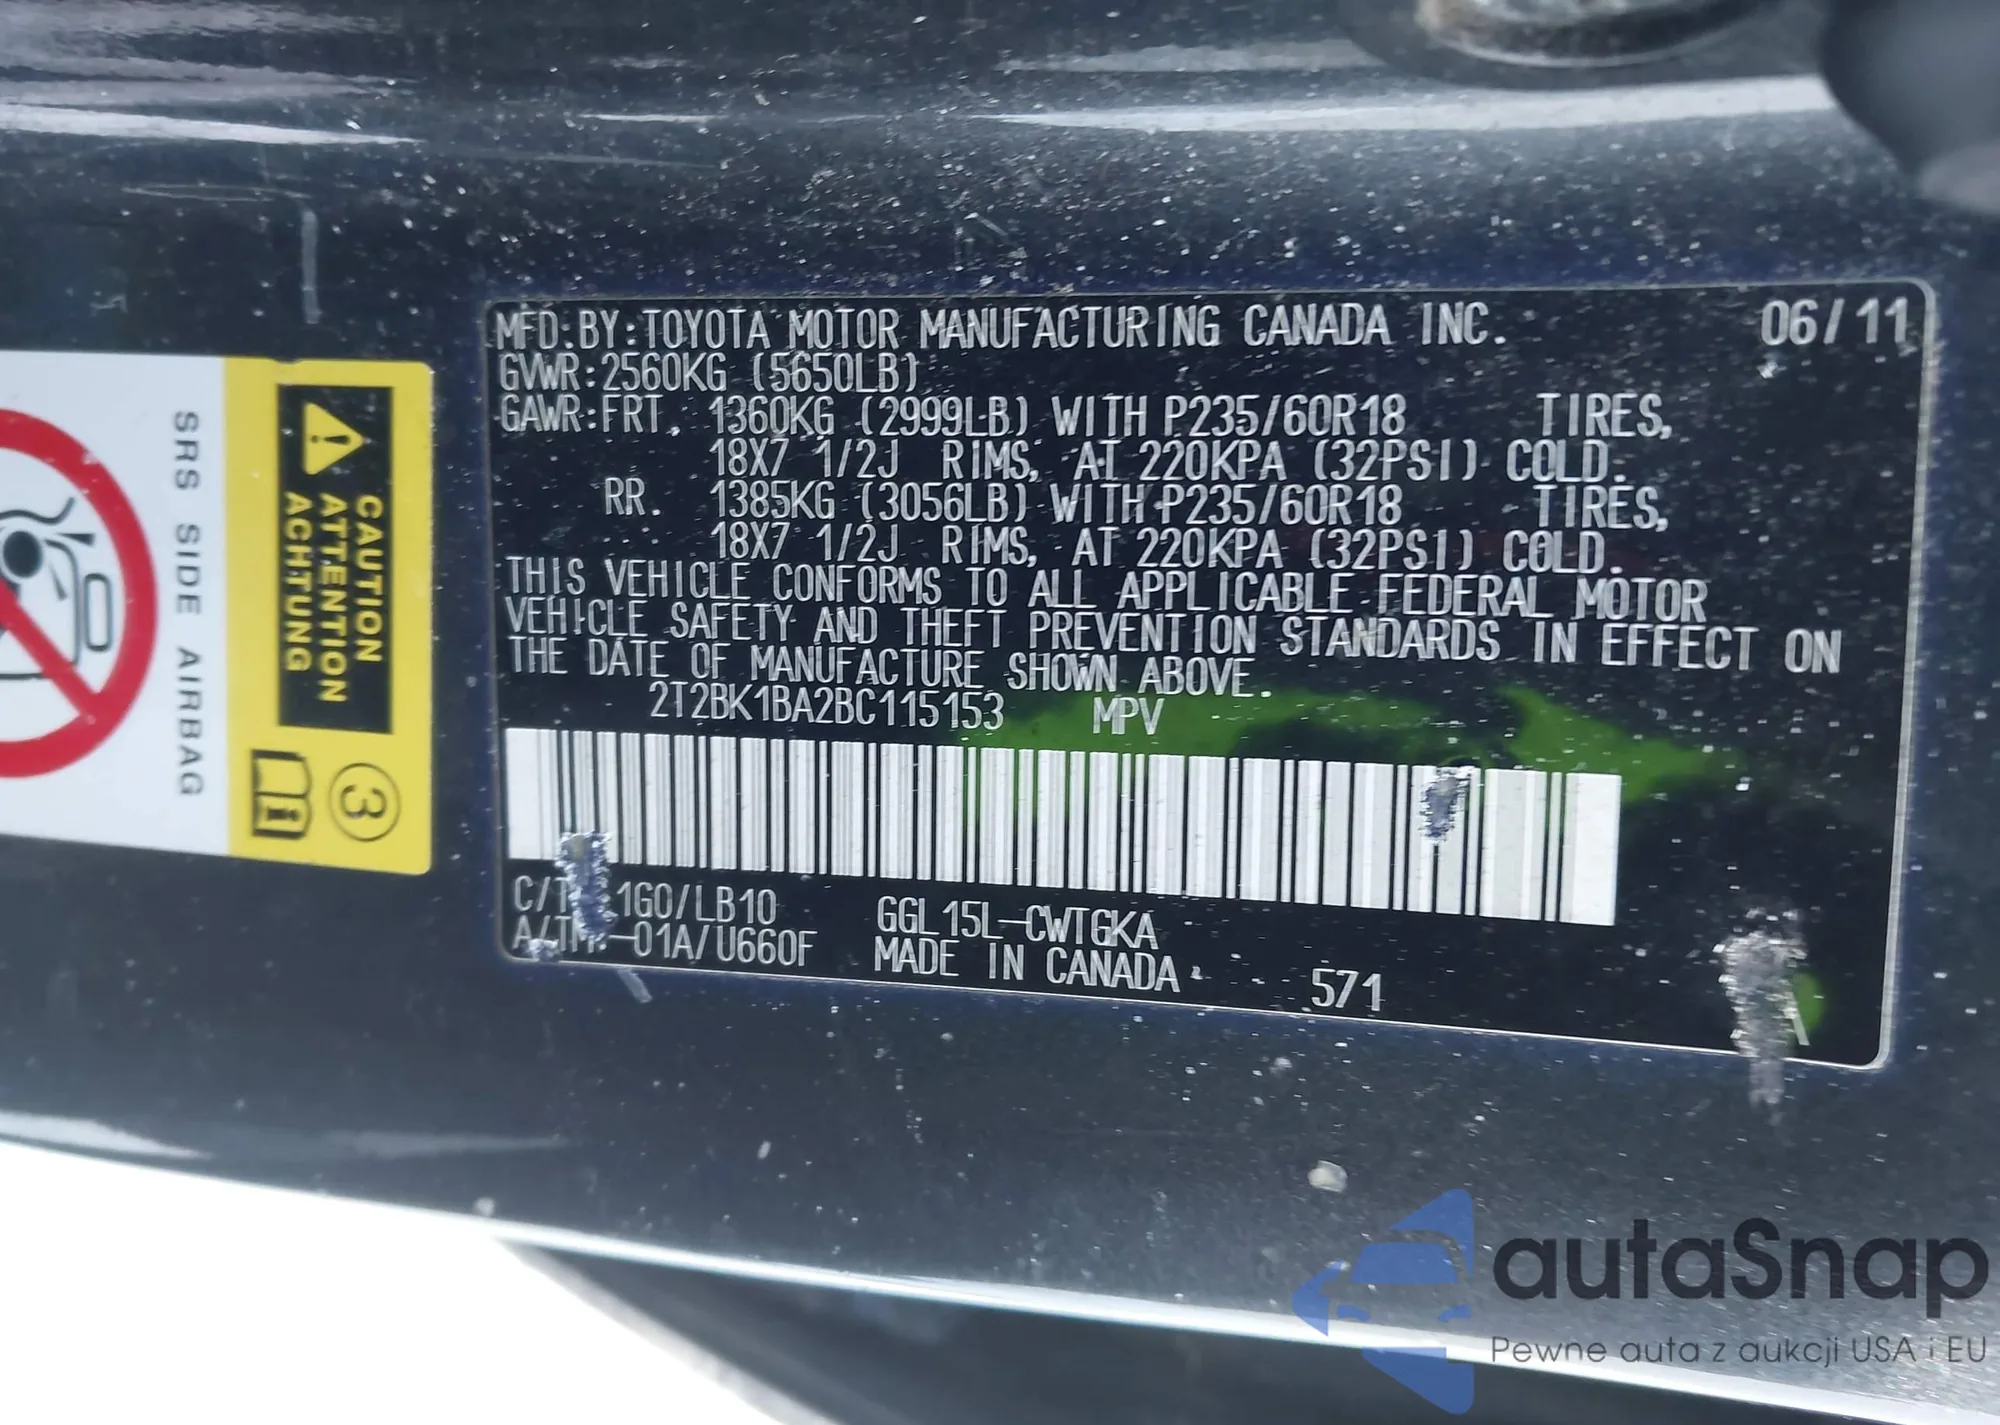 MFD. BY: TOYOTA MOTOR MANUFACTURING CANADA INC. 06/11
GVWR: 2560KG (5650LB)
GAWR: FRT. 1360KG (2999LB) WITH P235/60R18 TIRES,
18X7 1/2J RIMS, AT 220KPA (32PSI) COLD.
RR. 1385KG (3056LB) WITH P235/60R18 TIRES,
18X7 1/2J RIMS, AT 220KPA (32PSI) COLD.
THIS VEHICLE CONFORMS TO ALL APPLICABLE FEDERAL MOTOR
VEHICLE SAFETY AND THEFT PREVENTION STANDARDS IN EFFECT ON
THE DATE OF MANUFACTURE SHOWN ABOVE.
2T2BK1BA2BC115153 MPV
1G0/LB10 GGL15L-CWTGKA
-01A/U660F MADE IN CANADA 571
CAUTION
ATTENTION
ACHTUNG
3
SRS SIDE AIRBAG
autaSnap
Pewne auta z aukcji USA i EU